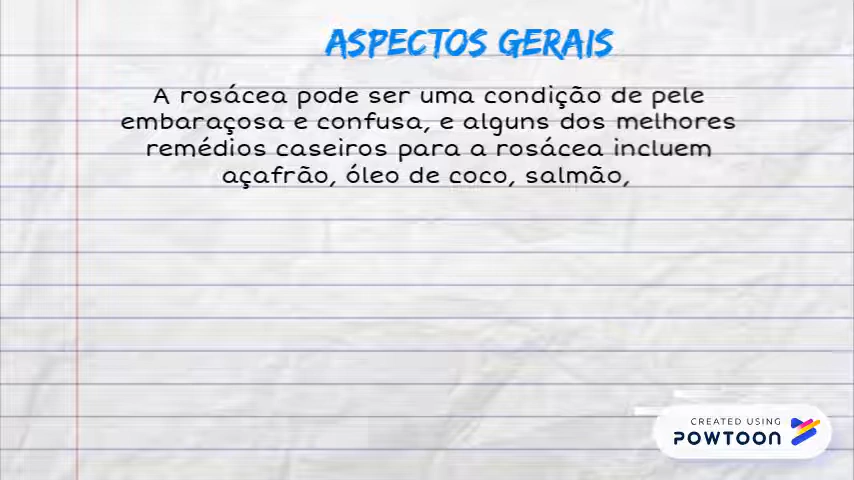 ASPECTOS GERAIS
A rosácea pode ser uma condição de pele
embaraçosa e confusa, e alguns dos melhores
remédios caseiros para a rosácea incluem
açafrão, óleo de coco, salmão,
CREATED USING
POWTOON